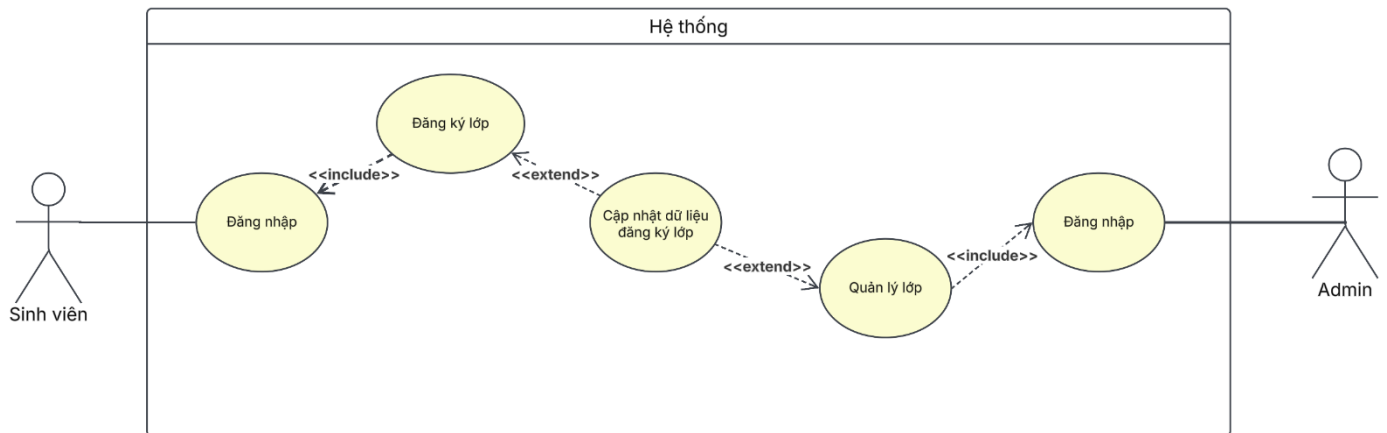 Hệ thống
Đăng ký lớp
<<include>>
<<extend>>
Đăng nhập
Cập nhật dữ liệu
đăng ký lớp
Đăng nhập
<<extend>>
<<include>>
Quản lý lớp
Sinh viên
Admin